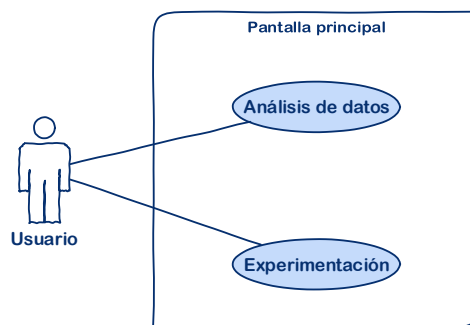 Pantalla principal
Análisis de datos
Usuario
Experimentación